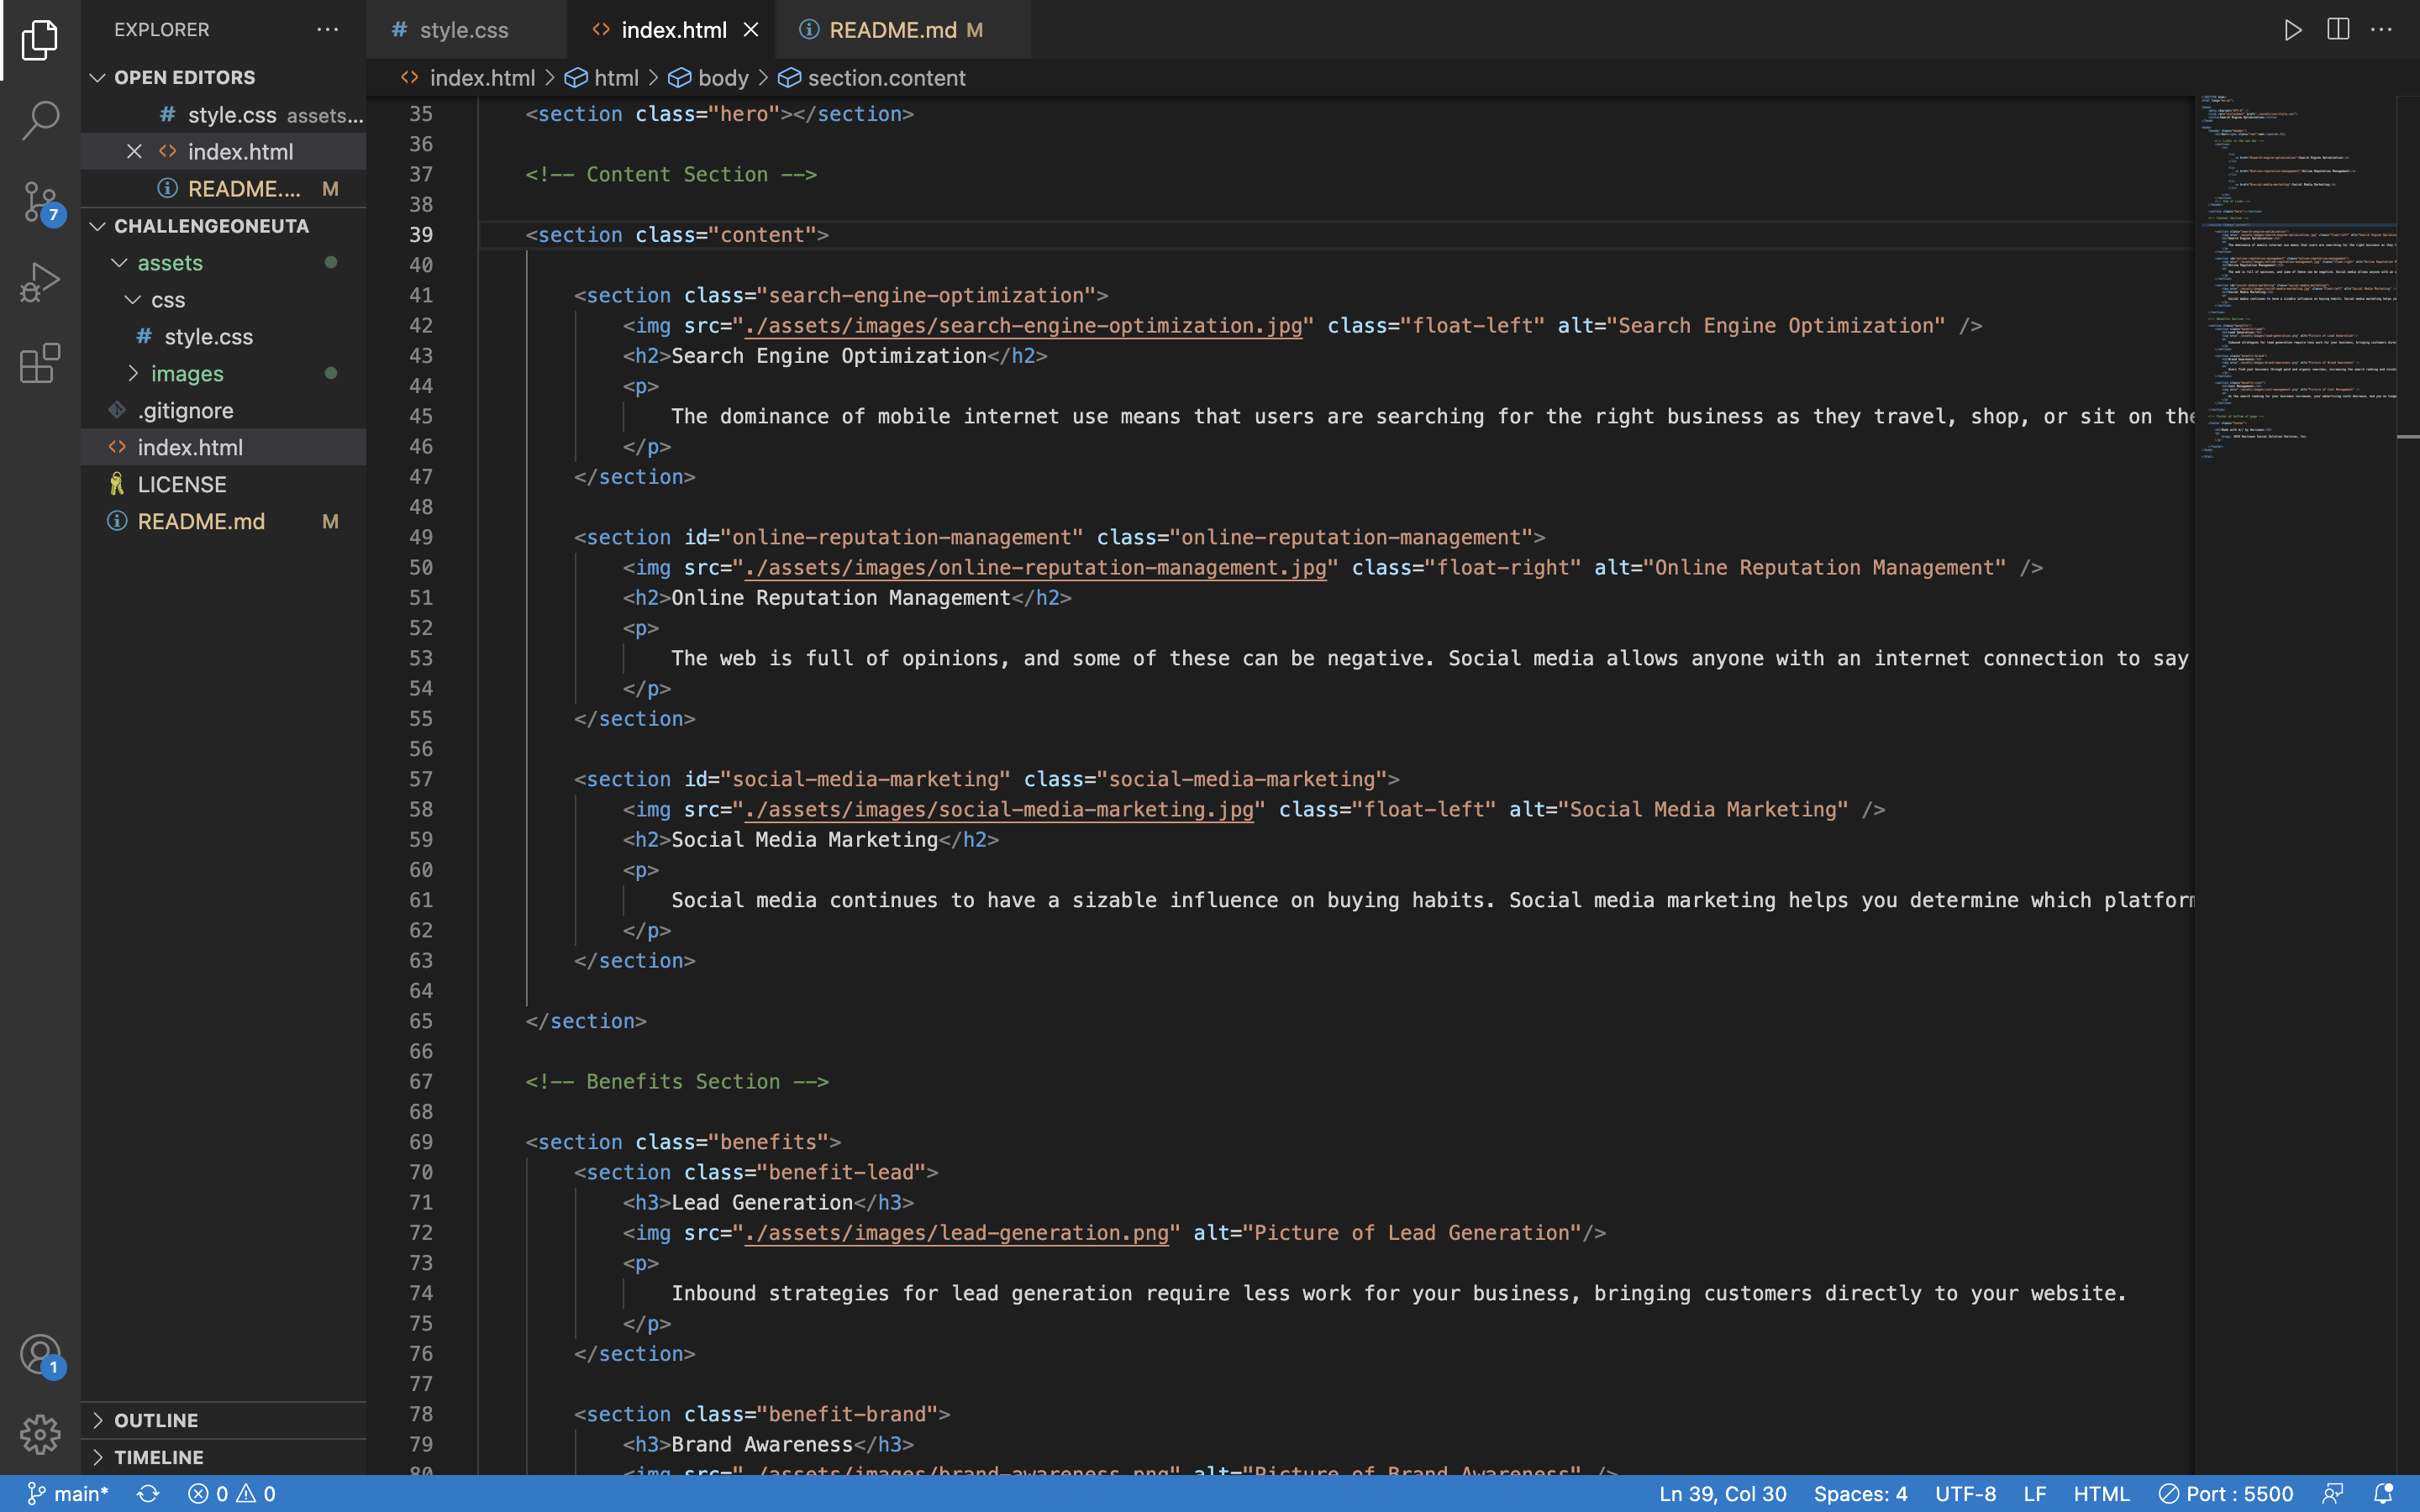 EXPLORER
OPEN EDITORS
# style.css assets...
index.html
README.... M
7
CHALLENGEONEUTA
assets
css
# style.css
images
.gitignore
index.html
LICENSE
README.md M
1
OUTLINE
TIMELINE
# style.css
index.html
README.md M
index.html > html > body > section.content
35 <section class="hero"></section>
36
37 <!-- Content Section -->
38
39 <section class="content">
40
41 <section class="search-engine-optimization">
42 <img src="./assets/images/search-engine-optimization.jpg" class="float-left" alt="Search Engine Optimization" />
43 <h2>Search Engine Optimization</h2>
44 <p>
45 The dominance of mobile internet use means that users are searching for the right business as they travel, shop, or sit on the
46 </p>
47 </section>
48
49 <section id="online-reputation-management" class="online-reputation-management">
50 <img src="./assets/images/online-reputation-management.jpg" class="float-right" alt="Online Reputation Management" />
51 <h2>Online Reputation Management</h2>
52 <p>
53 The web is full of opinions, and some of these can be negative. Social media allows anyone with an internet connection to say
54 </p>
55 </section>
56
57 <section id="social-media-marketing" class="social-media-marketing">
58 <img src="./assets/images/social-media-marketing.jpg" class="float-left" alt="Social Media Marketing" />
59 <h2>Social Media Marketing</h2>
60 <p>
61 Social media continues to have a sizable influence on buying habits. Social media marketing helps you determine which platform
62 </p>
63 </section>
64
65 </section>
66
67 <!-- Benefits Section -->
68
69 <section class="benefits">
70 <section class="benefit-lead">
71 <h3>Lead Generation</h3>
72 <img src="./assets/images/lead-generation.png" alt="Picture of Lead Generation"/>
73 <p>
74 Inbound strategies for lead generation require less work for your business, bringing customers directly to your website.
75 </p>
76 </section>
77
78 <section class="benefit-brand">
79 <h3>Brand Awareness</h3>
80 <img src="./assets/images/brand-awareness.png" alt="Picture of Brand Awareness" />
main* 0 0 Ln 39, Col 30 Spaces: 4 UTF-8 LF HTML Port : 5500